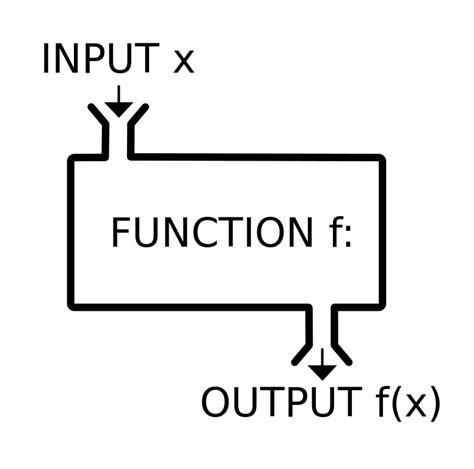 INPUT x
FUNCTION f:
OUTPUT f(x)